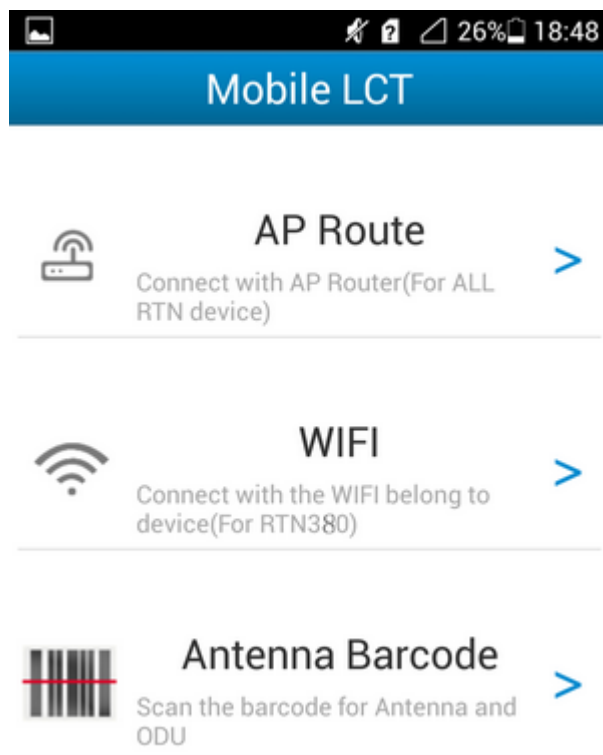 26% 18:48
Mobile LCT
AP Route
Connect with AP Router(For ALL
RTN device)
WIFI
Connect with the WIFI belong to
device(For RTN380)
Antenna Barcode
Scan the barcode for Antenna and
ODU